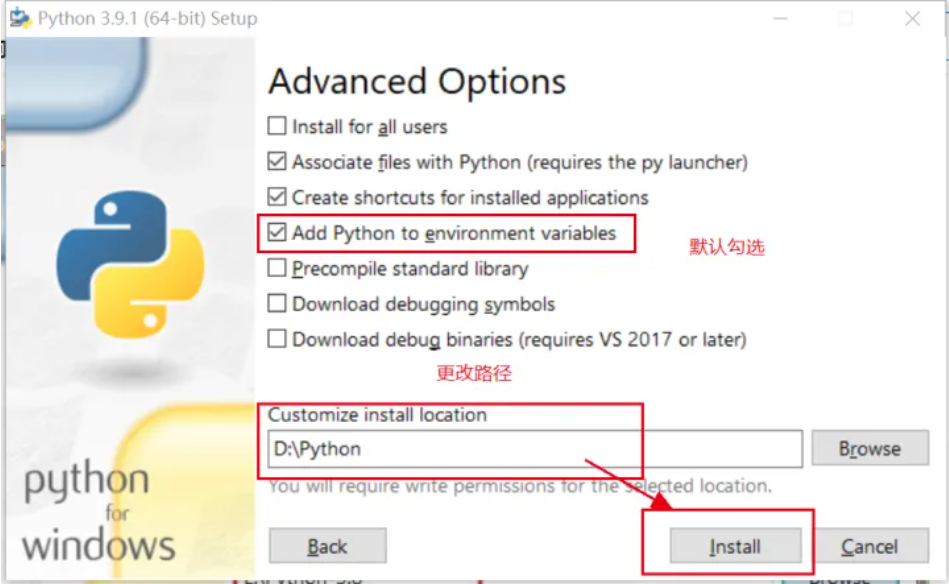 Python 3.9.1 (64-bit) Setup
Advanced Options
Install for all users
Associate files with Python (requires the py launcher)
Create shortcuts for installed applications
Add Python to environment variables
默认勾选
Precompile standard library
Download debugging symbols
Download debug binaries (requires VS 2017 or later)
更改路径
Customize install location
D:\Python
Browse
You will require write permissions for the selected location.
python
for
windows
Back
Install
Cancel